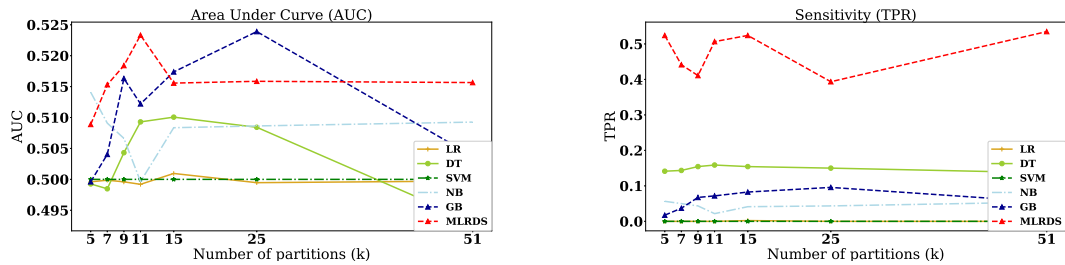 Area Under Curve (AUC)
0.525
0.520
0.515
0.510
0.505
0.500
0.495
AUC
LR
DT
SVM
NB
GB
MLRDS
5 7 9 11 15 25 51
Number of partitions (k)
Sensitivity (TPR)
0.5
0.4
0.3
0.2
0.1
0.0
TPR
LR
DT
SVM
NB
GB
MLRDS
5 7 9 11 15 25 51
Number of partitions (k)